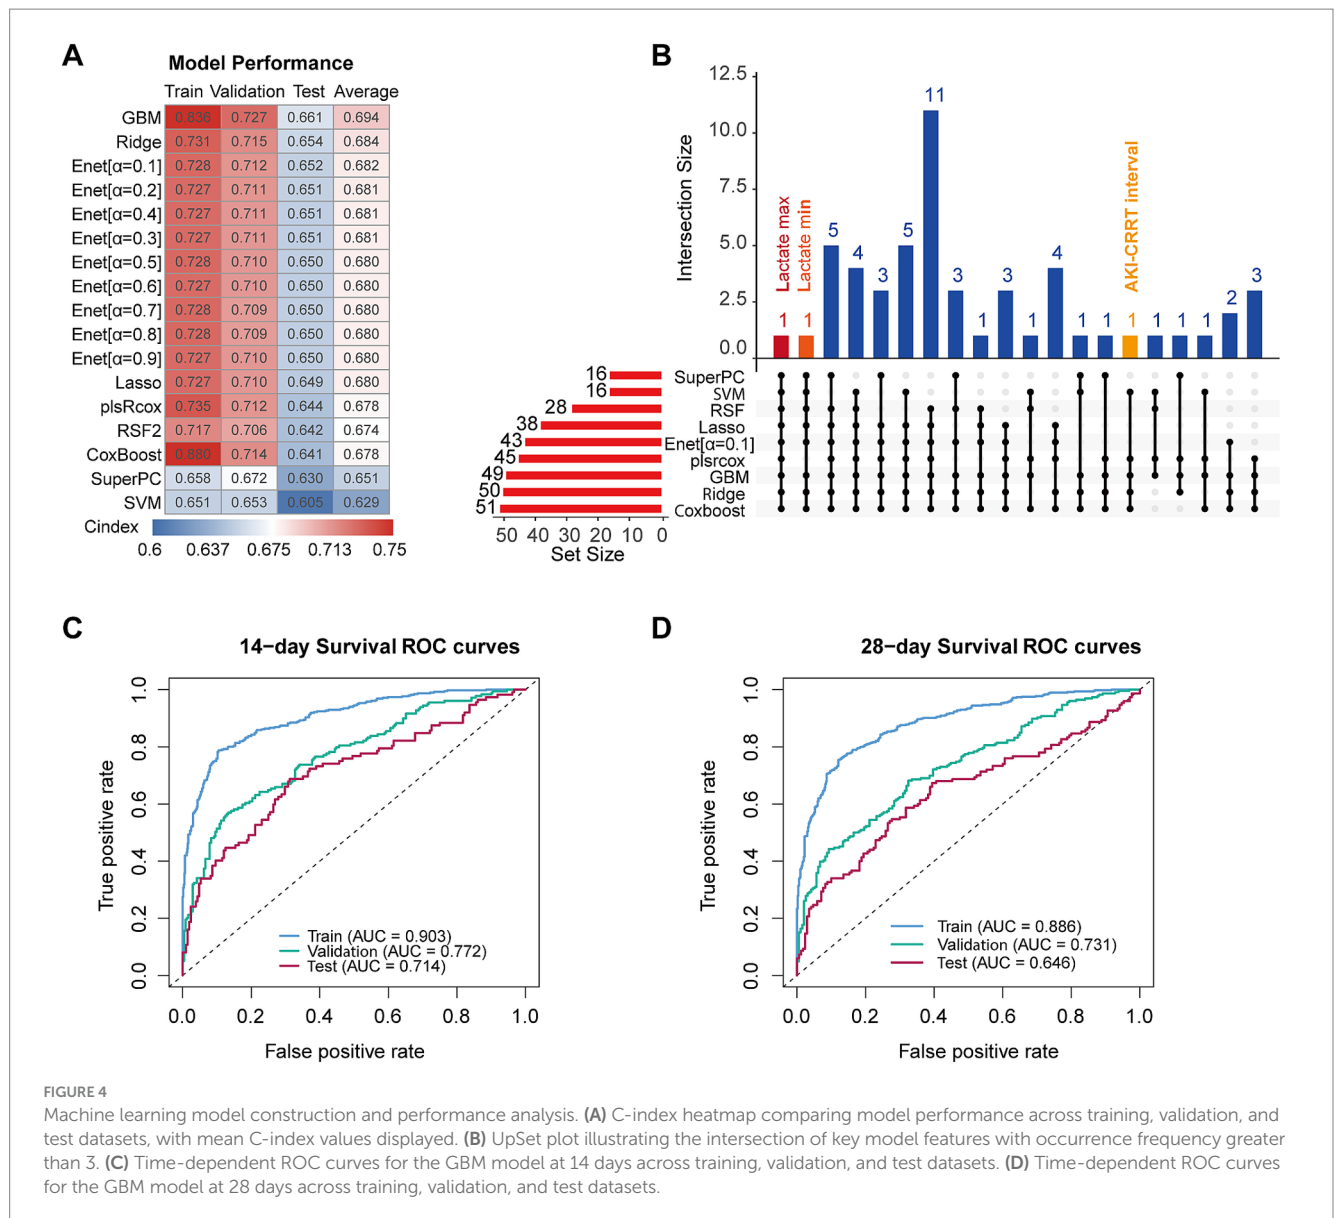 A
Model Performance
Train Validation Test Average
GBM 0.836 0.727 0.661 0.694
Ridge 0.731 0.715 0.654 0.684
Enet[α=0.1] 0.728 0.712 0.652 0.682
Enet[α=0.2] 0.727 0.711 0.651 0.681
Enet[α=0.4] 0.727 0.711 0.651 0.681
Enet[α=0.3] 0.727 0.711 0.651 0.681
Enet[α=0.5] 0.728 0.710 0.650 0.680
Enet[α=0.6] 0.727 0.710 0.650 0.680
Enet[α=0.7] 0.728 0.709 0.650 0.680
Enet[α=0.8] 0.728 0.709 0.650 0.680
Enet[α=0.9] 0.727 0.710 0.650 0.680
Lasso 0.727 0.710 0.649 0.680
plsRcox 0.735 0.712 0.644 0.678
RSF2 0.717 0.706 0.642 0.674
CoxBoost 0.880 0.714 0.641 0.678
SuperPC 0.658 0.672 0.630 0.651
SVM 0.651 0.653 0.605 0.629
Cindex
0.6 0.637 0.675 0.713 0.75
B
Intersection Size
12.5
10.0
7.5
5.0
2.5
0.0
Lactate max
Lactate min
AKI-CRRT interval
1 1 5 4 3 5 11 3 1 3 1 4 1 1 1 1 1 1 2 3
16 SuperPC
16 SVM
28 RSF
38 Lasso
43 Enet[α=0.1]
45 plsrcox
49 GBM
50 Ridge
51 Coxboost
50 40 30 20 10 0
Set Size
C
14−day Survival ROC curves
True positive rate
1.0
0.8
0.6
0.4
0.2
0.0
Train (AUC = 0.903)
Validation (AUC = 0.772)
Test (AUC = 0.714)
0.0 0.2 0.4 0.6 0.8 1.0
False positive rate
D
28−day Survival ROC curves
True positive rate
1.0
0.8
0.6
0.4
0.2
0.0
Train (AUC = 0.886)
Validation (AUC = 0.731)
Test (AUC = 0.646)
0.0 0.2 0.4 0.6 0.8 1.0
False positive rate
FIGURE 4
Machine learning model construction and performance analysis. (A) C-index heatmap comparing model performance across training, validation, and
test datasets, with mean C-index values displayed. (B) UpSet plot illustrating the intersection of key model features with occurrence frequency greater
than 3. (C) Time-dependent ROC curves for the GBM model at 14 days across training, validation, and test datasets. (D) Time-dependent ROC curves
for the GBM model at 28 days across training, validation, and test datasets.